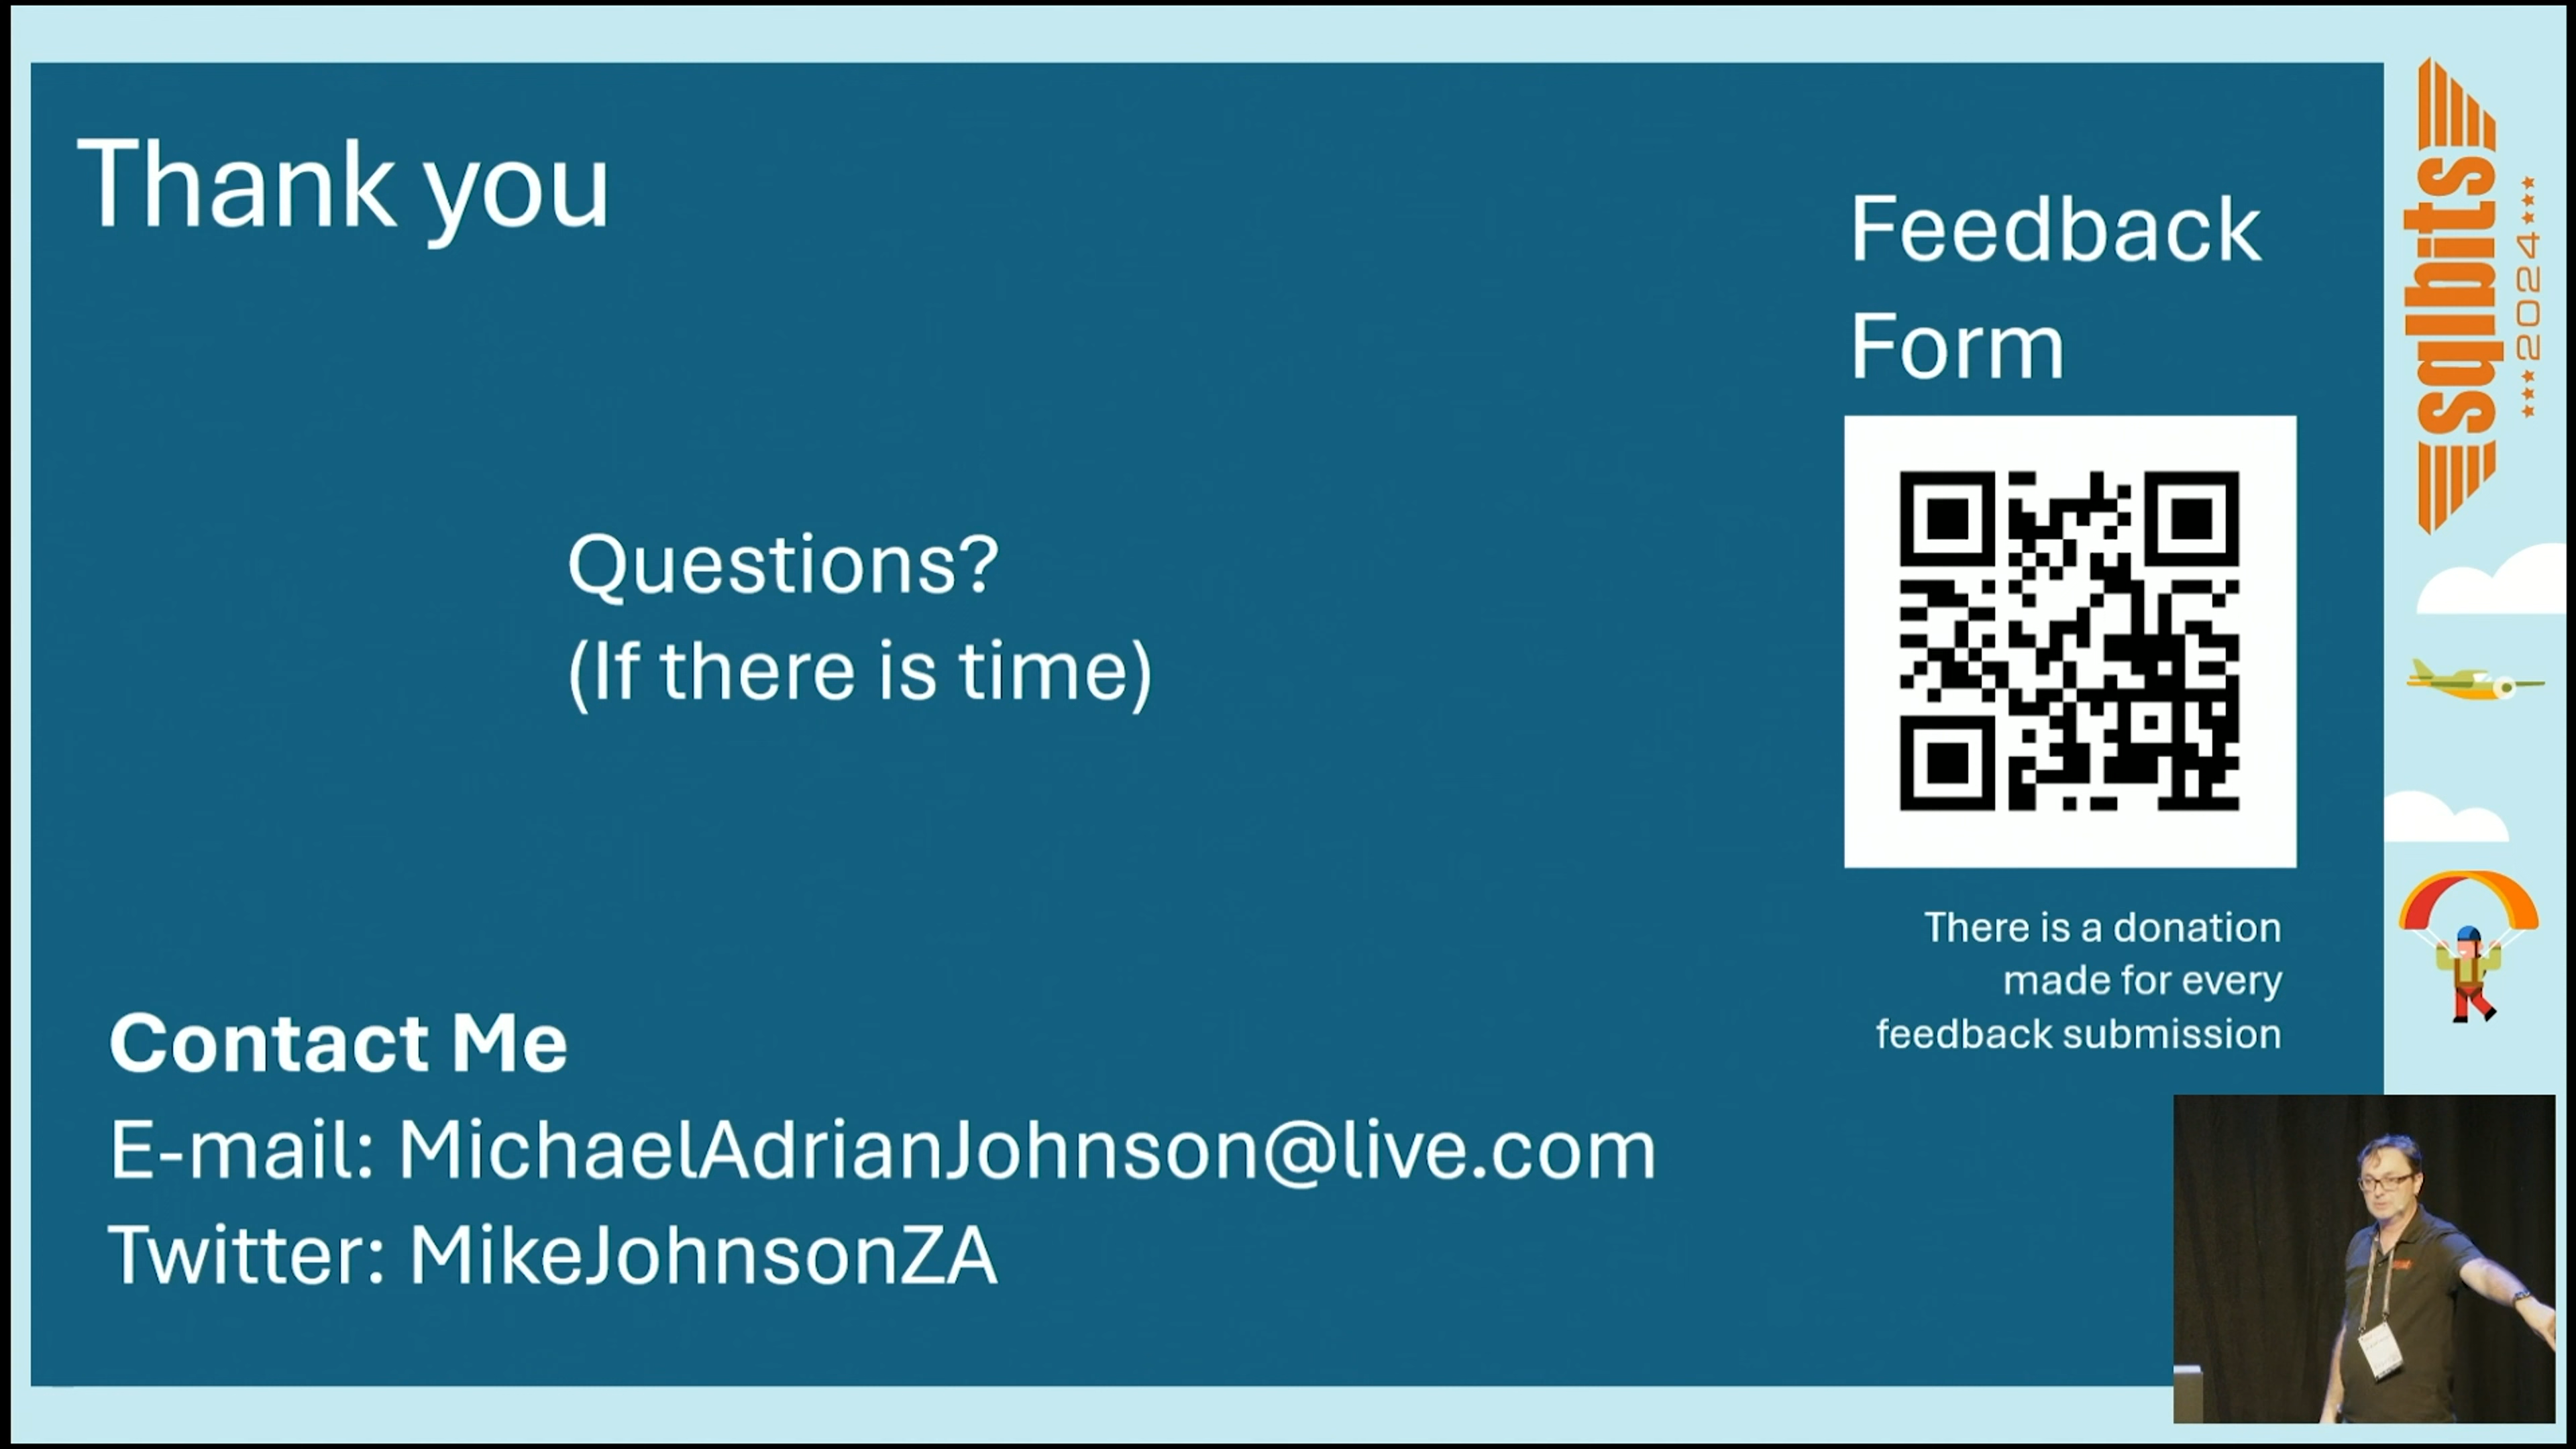 Thank you
Feedback
Form
Questions?
(If there is time)
There is a donation
made for every
feedback submission
Contact Me
E-mail: MichaelAdrianJohnson@live.com
Twitter: MikeJohnsonZA
sqlbits
2024